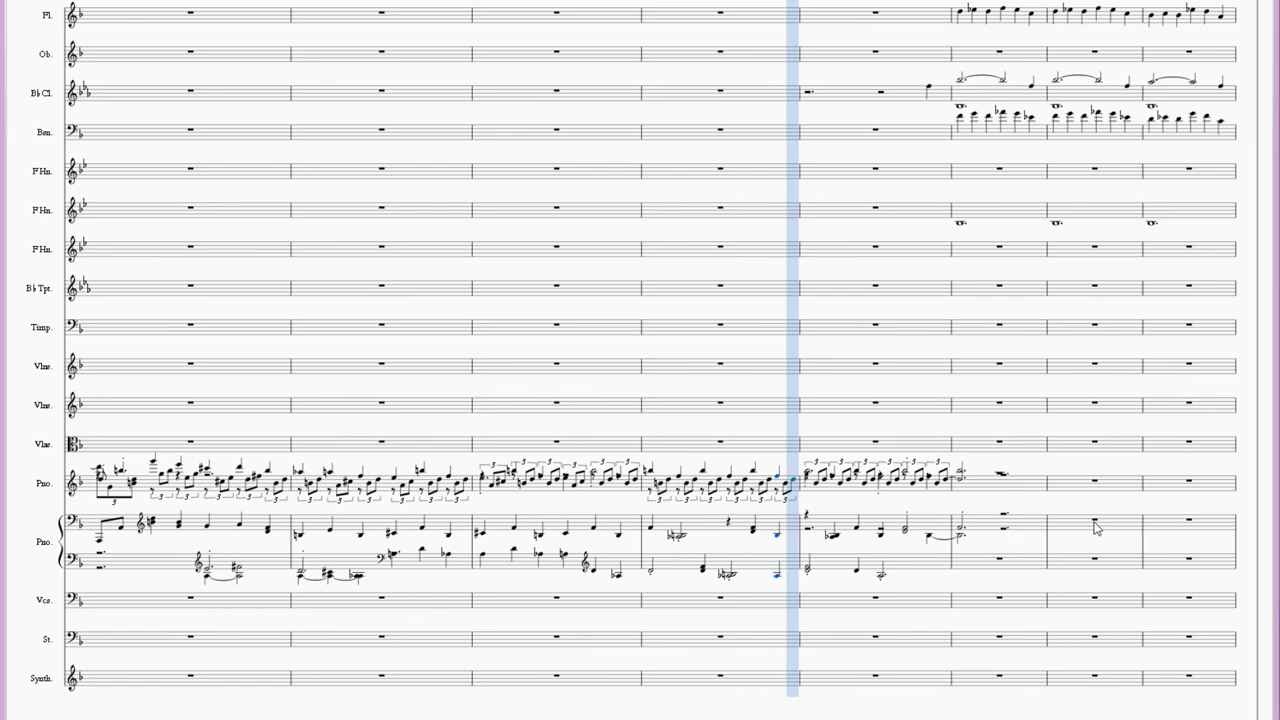 Fl.
Ob.
B♭ Cl.
Bsn.
F Hn.
F Hn.
F Hn.
B♭ Tpt.
Timp.
Vlns.
Vlns.
Vlas.
Pno.
Pno.
Vcs.
St.
Synth.